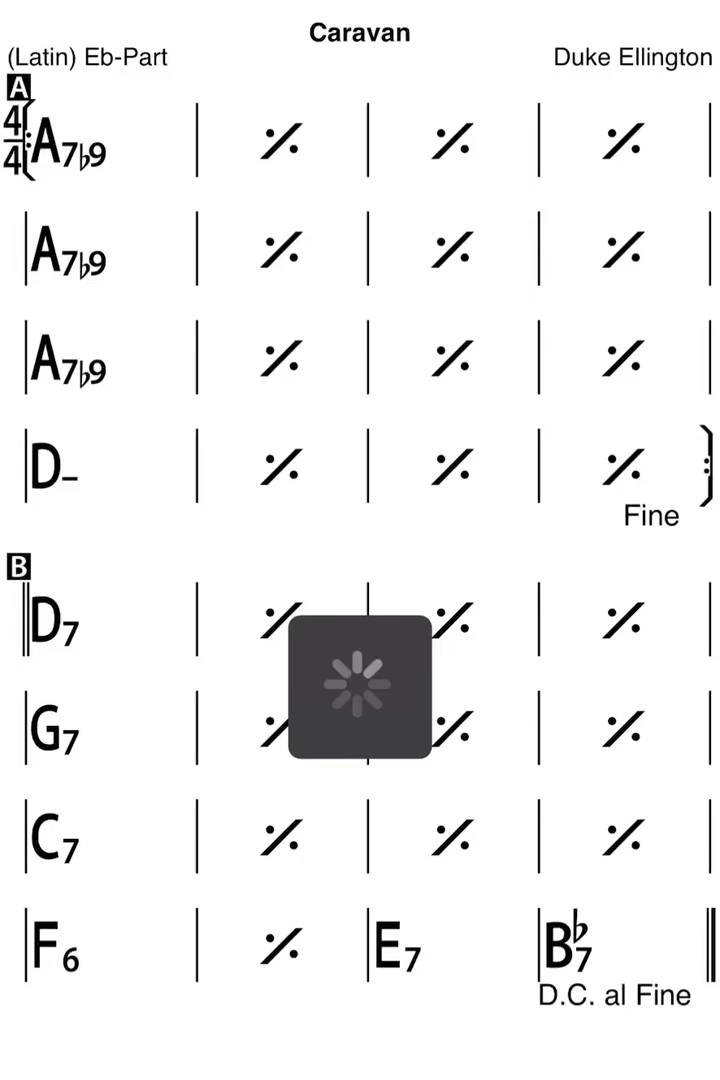 Caravan
(Latin) Eb-Part Duke Ellington
A
4/4 A7♭9 𝄎 𝄎 𝄎
A7♭9 𝄎 𝄎 𝄎
A7♭9 𝄎 𝄎 𝄎
D– 𝄎 𝄎 𝄎
Fine
B
D7 𝄎 𝄎 𝄎
G7 𝄎 𝄎 𝄎
C7 𝄎 𝄎 𝄎
F6 𝄎 E7 B♭7
D.C. al Fine